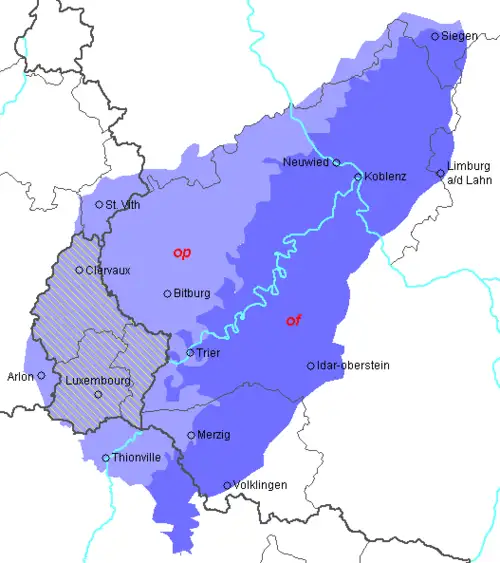 Siegen
Neuwied
Koblenz
Limburg
a/d Lahn
St. Vith
op
Clervaux
Bitburg
of
Trier
Idar-oberstein
Arlon
Luxembourg
Merzig
Thionville
Volklingen